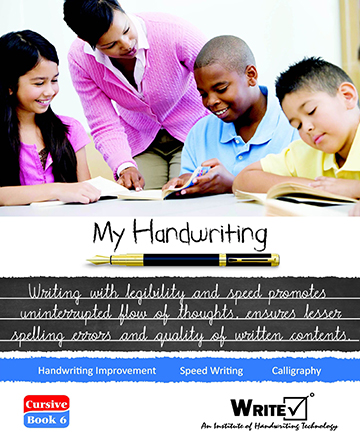 My Handwriting
Writing with legibility and speed promotes
uninterrupted flow of thoughts, ensures lesser
spelling errors and quality of written contents.
Handwriting Improvement Speed Writing Calligraphy
Cursive
Book 6
WRITE
An Institute of Handwriting Technology